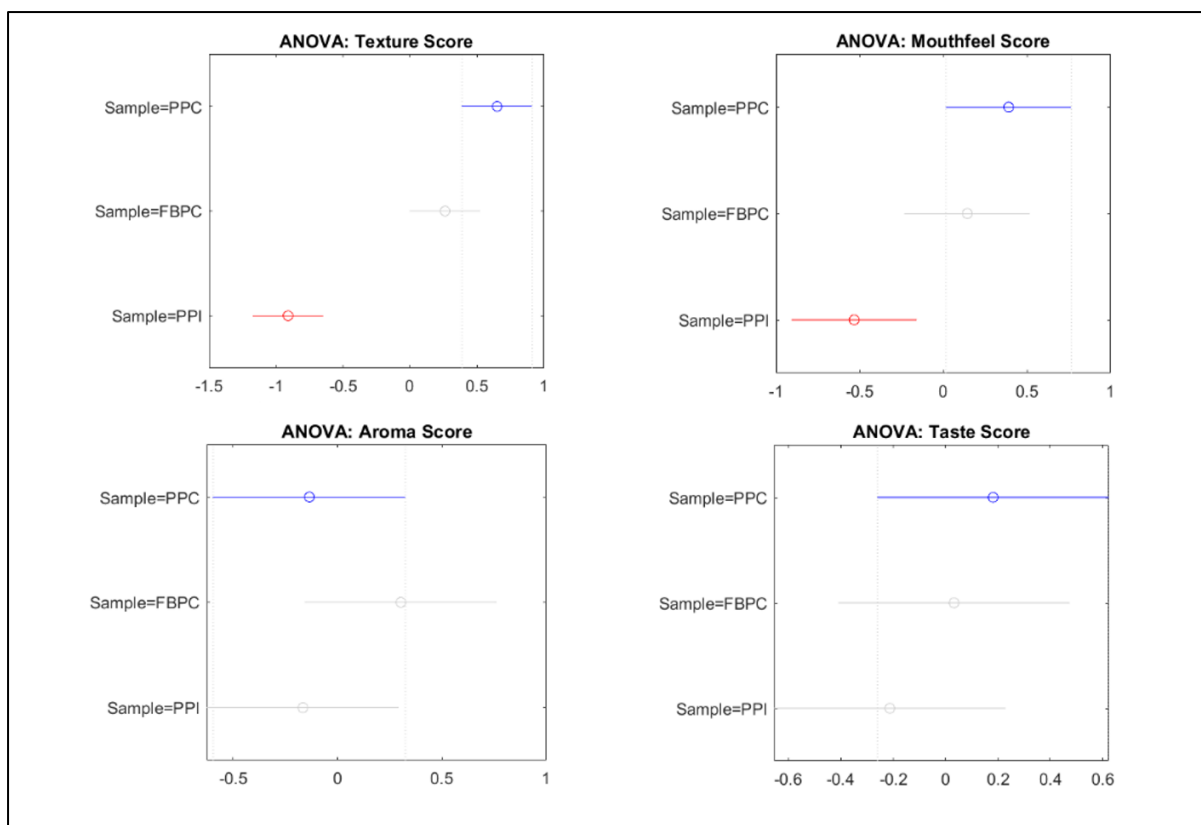 ANOVA: Texture Score
Sample=PPC
Sample=FBPC
Sample=PPI
-1.5 -1 -0.5 0 0.5 1
ANOVA: Mouthfeel Score
Sample=PPC
Sample=FBPC
Sample=PPI
-1 -0.5 0 0.5 1
ANOVA: Aroma Score
Sample=PPC
Sample=FBPC
Sample=PPI
-0.5 0 0.5 1
ANOVA: Taste Score
Sample=PPC
Sample=FBPC
Sample=PPI
-0.6 -0.4 -0.2 0 0.2 0.4 0.6